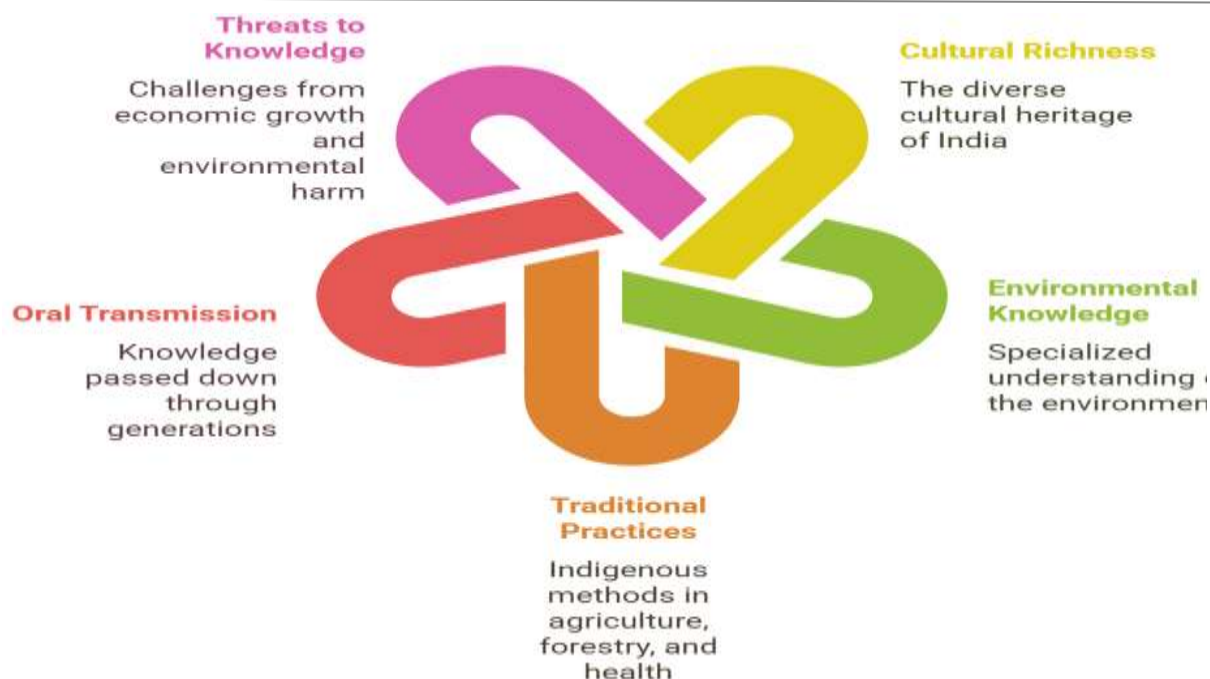 Threats to
Knowledge
Challenges from
economic growth
and
environmental
harm
Cultural Richness
The diverse
cultural heritage
of India
Oral Transmission
Knowledge
passed down
through
generations
Environmental
Knowledge
Specialized
understanding
the environmen
Traditional
Practices
Indigenous
methods in
agriculture,
forestry, and
health